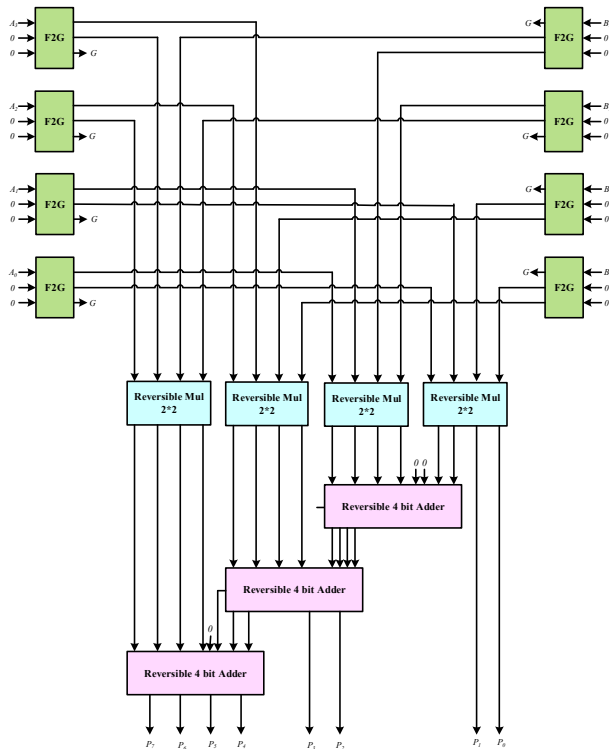 A3 F2G G F2G B
0 0
0 G 0
A2 F2G F2G B
0 0
0 G G 0
A1 F2G G F2G B
0 0
0 G 0
A0 F2G G F2G B
0 0
0 G 0
Reversible Mul 2*2
Reversible Mul 2*2
Reversible Mul 2*2
Reversible Mul 2*2
0 0
Reversible 4 bit Adder
Reversible 4 bit Adder
0
Reversible 4 bit Adder
P7 P6 P5 P4 P3 P2 P1 P0